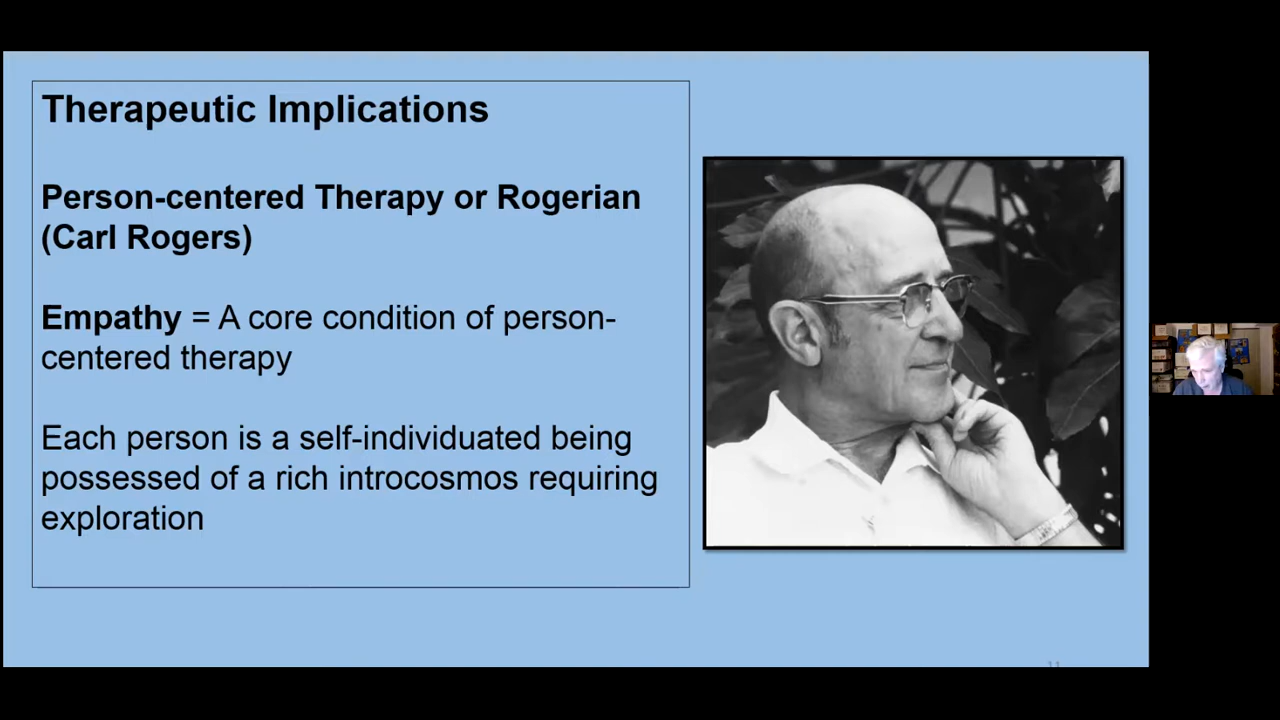 Therapeutic Implications
Person-centered Therapy or Rogerian
(Carl Rogers)
Empathy = A core condition of person-
centered therapy
Each person is a self-individuated being
possessed of a rich introcosmos requiring
exploration
11